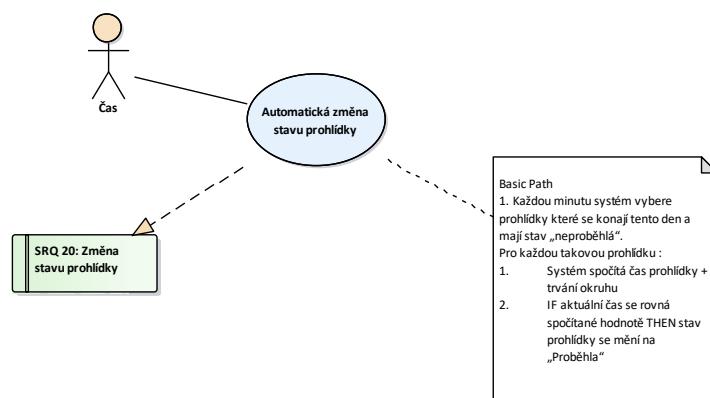 Čas
Automatická změna
stavu prohlídky
SRQ 20: Změna
stavu prohlídky
Basic Path
1. Každou minutu systém vybere
prohlídky které se konají tento den a
mají stav „neproběhlá“.
Pro každou takovou prohlídku :
1. Systém spočítá čas prohlídky +
trvání okruhu
2. IF aktuální čas se rovná
spočítané hodnotě THEN stav
prohlídky se mění na
„Proběhla“